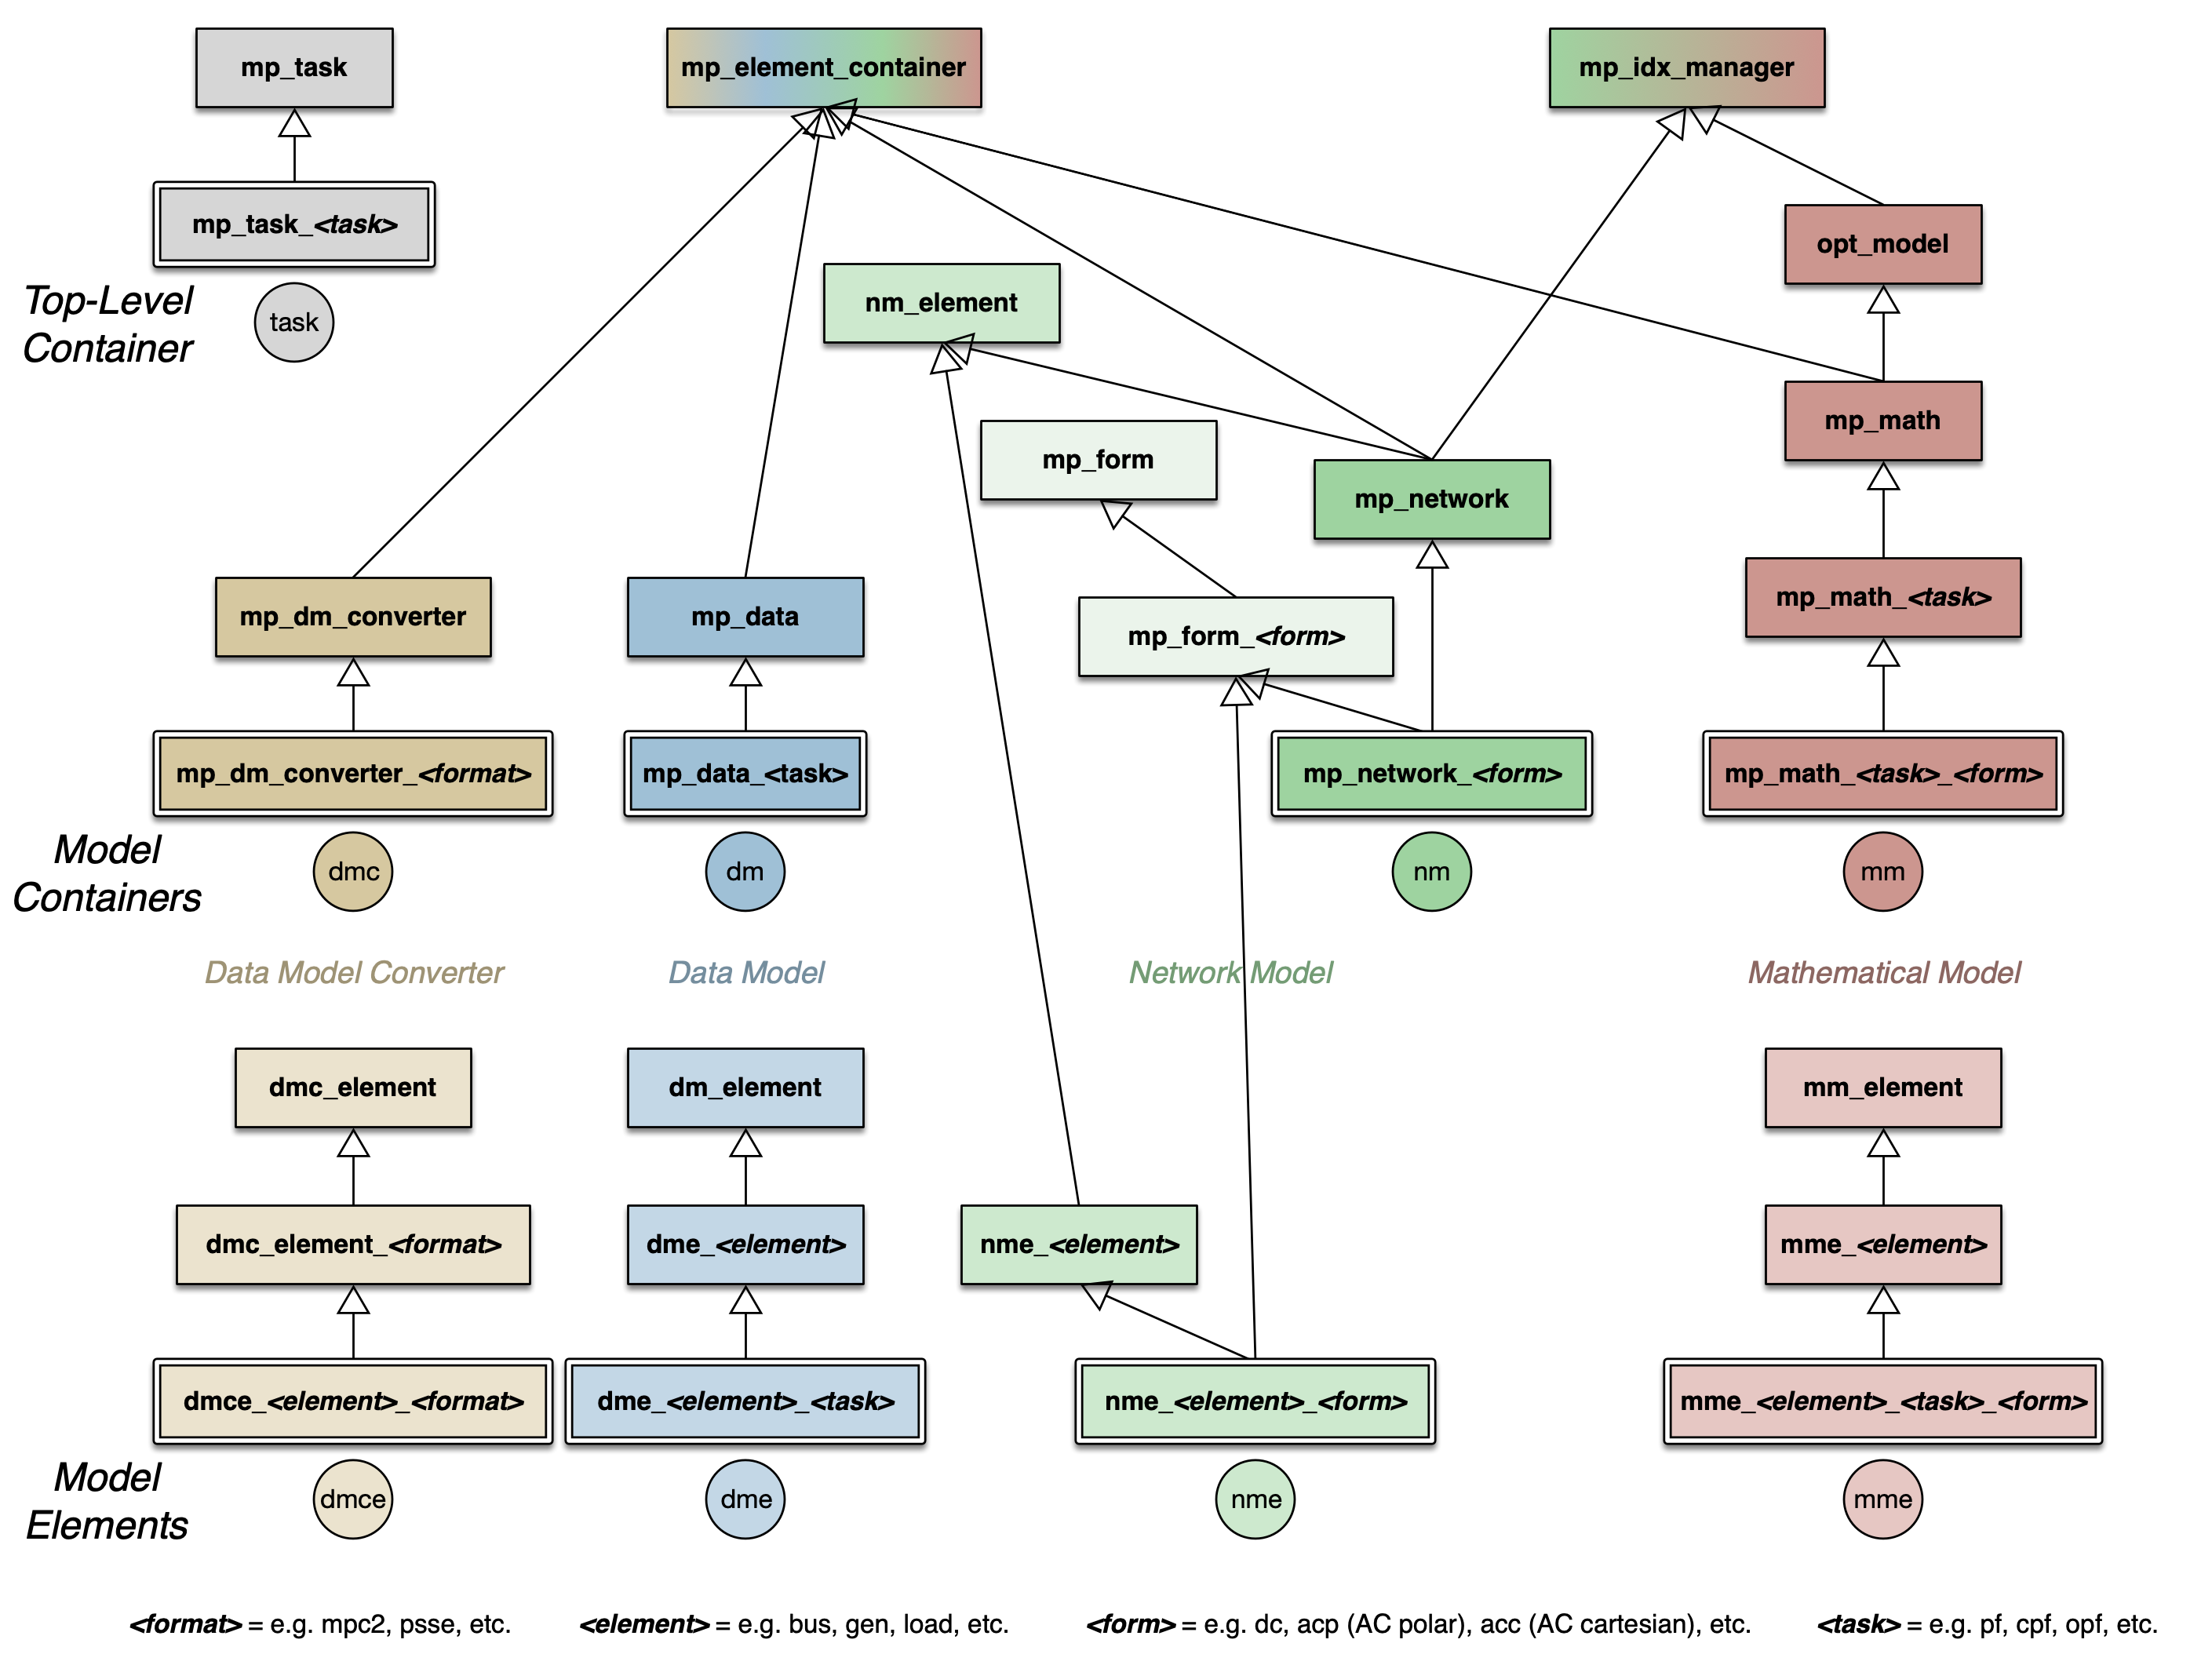 mp_task
mp_element_container
mp_idx_manager
mp_task_<task>
opt_model
nm_element
Top-Level
Container
task
mp_math
mp_form
mp_network
mp_math_<task>
mp_dm_converter
mp_data
mp_form_<form>
mp_dm_converter_<format>
mp_data_<task>
mp_network_<form>
mp_math_<task>_<form>
Model
Containers
dmc
dm
nm
mm
Data Model Converter
Data Model
Network Model
Mathematical Model
dmc_element
dm_element
mm_element
dmc_element_<format>
dme_<element>
nme_<element>
mme_<element>
dmce_<element>_<format>
dme_<element>_<task>
nme_<element>_<form>
mme_<element>_<task>_<form>
Model
Elements
dmce
dme
nme
mme
<format> = e.g. mpc2, psse, etc.
<element> = e.g. bus, gen, load, etc.
<form> = e.g. dc, acp (AC polar), acc (AC cartesian), etc.
<task> = e.g. pf, cpf, opf, etc.